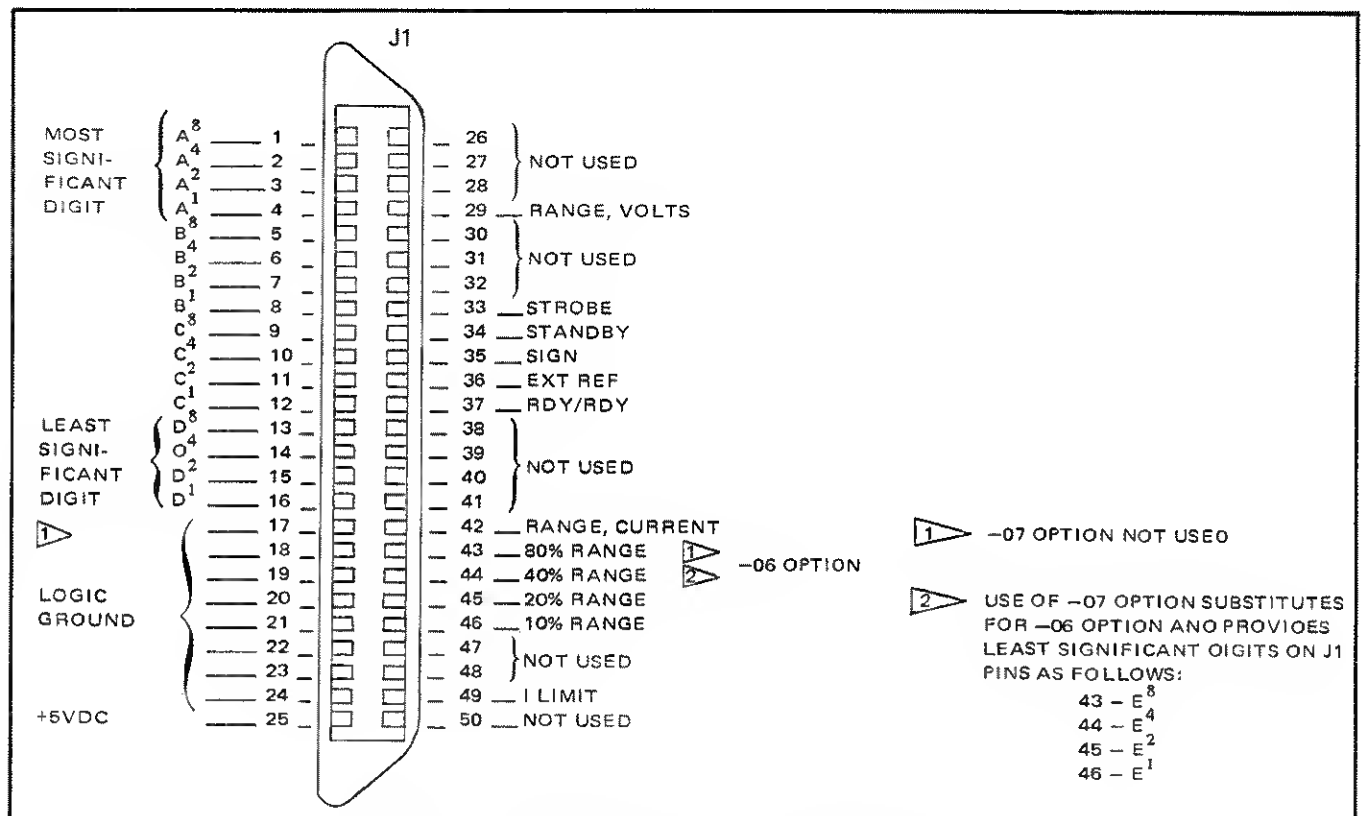 J1
MOST
SIGNI-
FICANT
DIGIT
A8 1
A4 2
A2 3
A1 4
B8 5
B4 6
B2 7
B1 8
C8 9
C4 10
C2 11
C1 12
LEAST
SIGNI-
FICANT
DIGIT
D8 13
O4 14
D2 15
D1 16
1
LOGIC
GROUND
17
18
19
20
21
22
23
24
+5VDC 25
26
27
28
NOT USED
29 RANGE, VOLTS
30
31
32
NOT USED
33 STROBE
34 STANDBY
35 SIGN
36 EXT REF
37 RDY/RDY
38
39
40
41
NOT USED
42 RANGE, CURRENT
43 80% RANGE
44 40% RANGE
45 20% RANGE
46 10% RANGE
1
2
-06 OPTION
47
48
NOT USED
49 I LIMIT
50 NOT USED
1 -07 OPTION NOT USEO
2 USE OF -07 OPTION SUBSTITUTES
FOR -06 OPTION ANO PROVIOES
LEAST SIGNIFICANT OIGITS ON J1
PINS AS FOLLOWS:
43 - E8
44 - E4
45 - E2
46 - E1